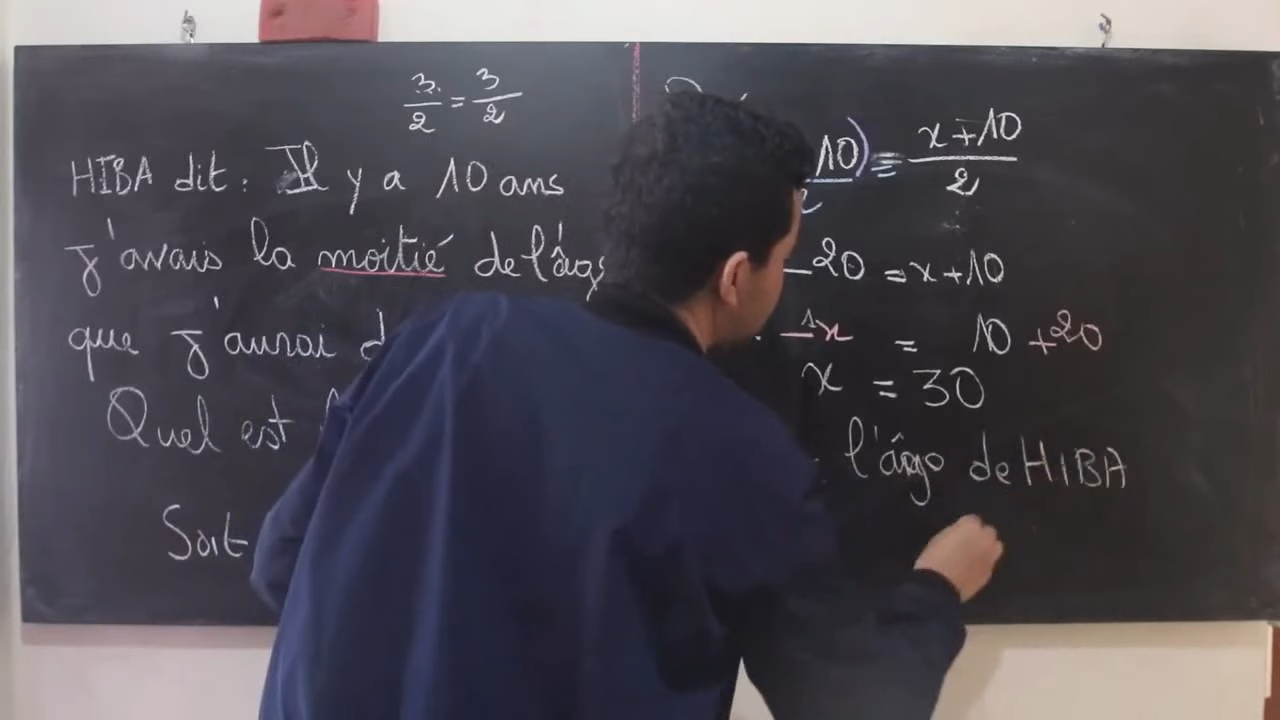 3/2 = 3/2
HIBA dit : Il y a 10 ans
j'avais la moitié de l'âge
que j'aurai d
Quel est
Soit
10) = (x+10)/2
-20 = x+10
-1x = 10 +20
x = 30
l'âge de HIBA